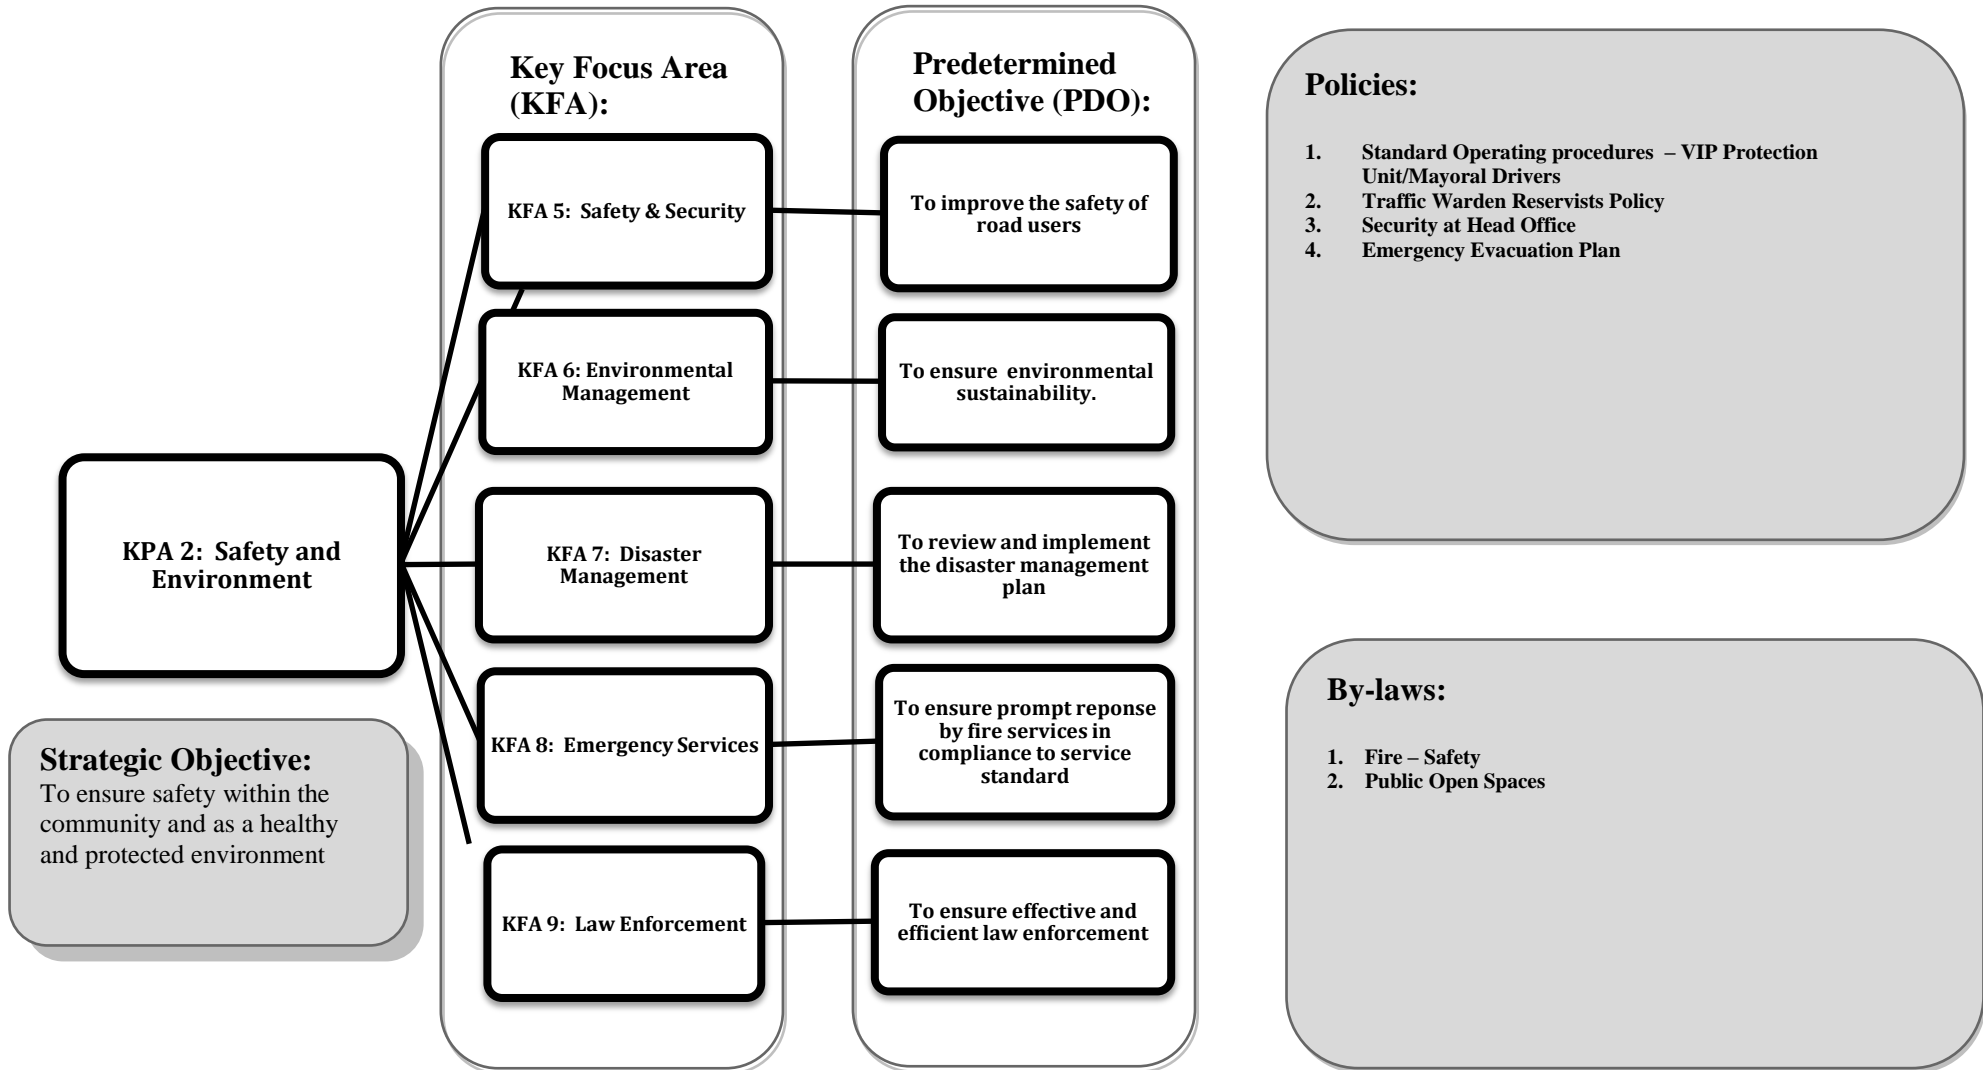 Key Focus Area
(KFA):
Predetermined
Objective (PDO):
KPA 2: Safety and
Environment
Strategic Objective:
To ensure safety within the
community and as a healthy
and protected environment
KFA 5: Safety & Security
To improve the safety of
road users
KFA 6: Environmental
Management
To ensure environmental
sustainability.
KFA 7: Disaster
Management
To review and implement
the disaster management
plan
KFA 8: Emergency Services
To ensure prompt reponse
by fire services in
compliance to service
standard
KFA 9: Law Enforcement
To ensure effective and
efficient law enforcement
Policies:
1. Standard Operating procedures – VIP Protection
Unit/Mayoral Drivers
2. Traffic Warden Reservists Policy
3. Security at Head Office
4. Emergency Evacuation Plan
By-laws:
1. Fire – Safety
2. Public Open Spaces